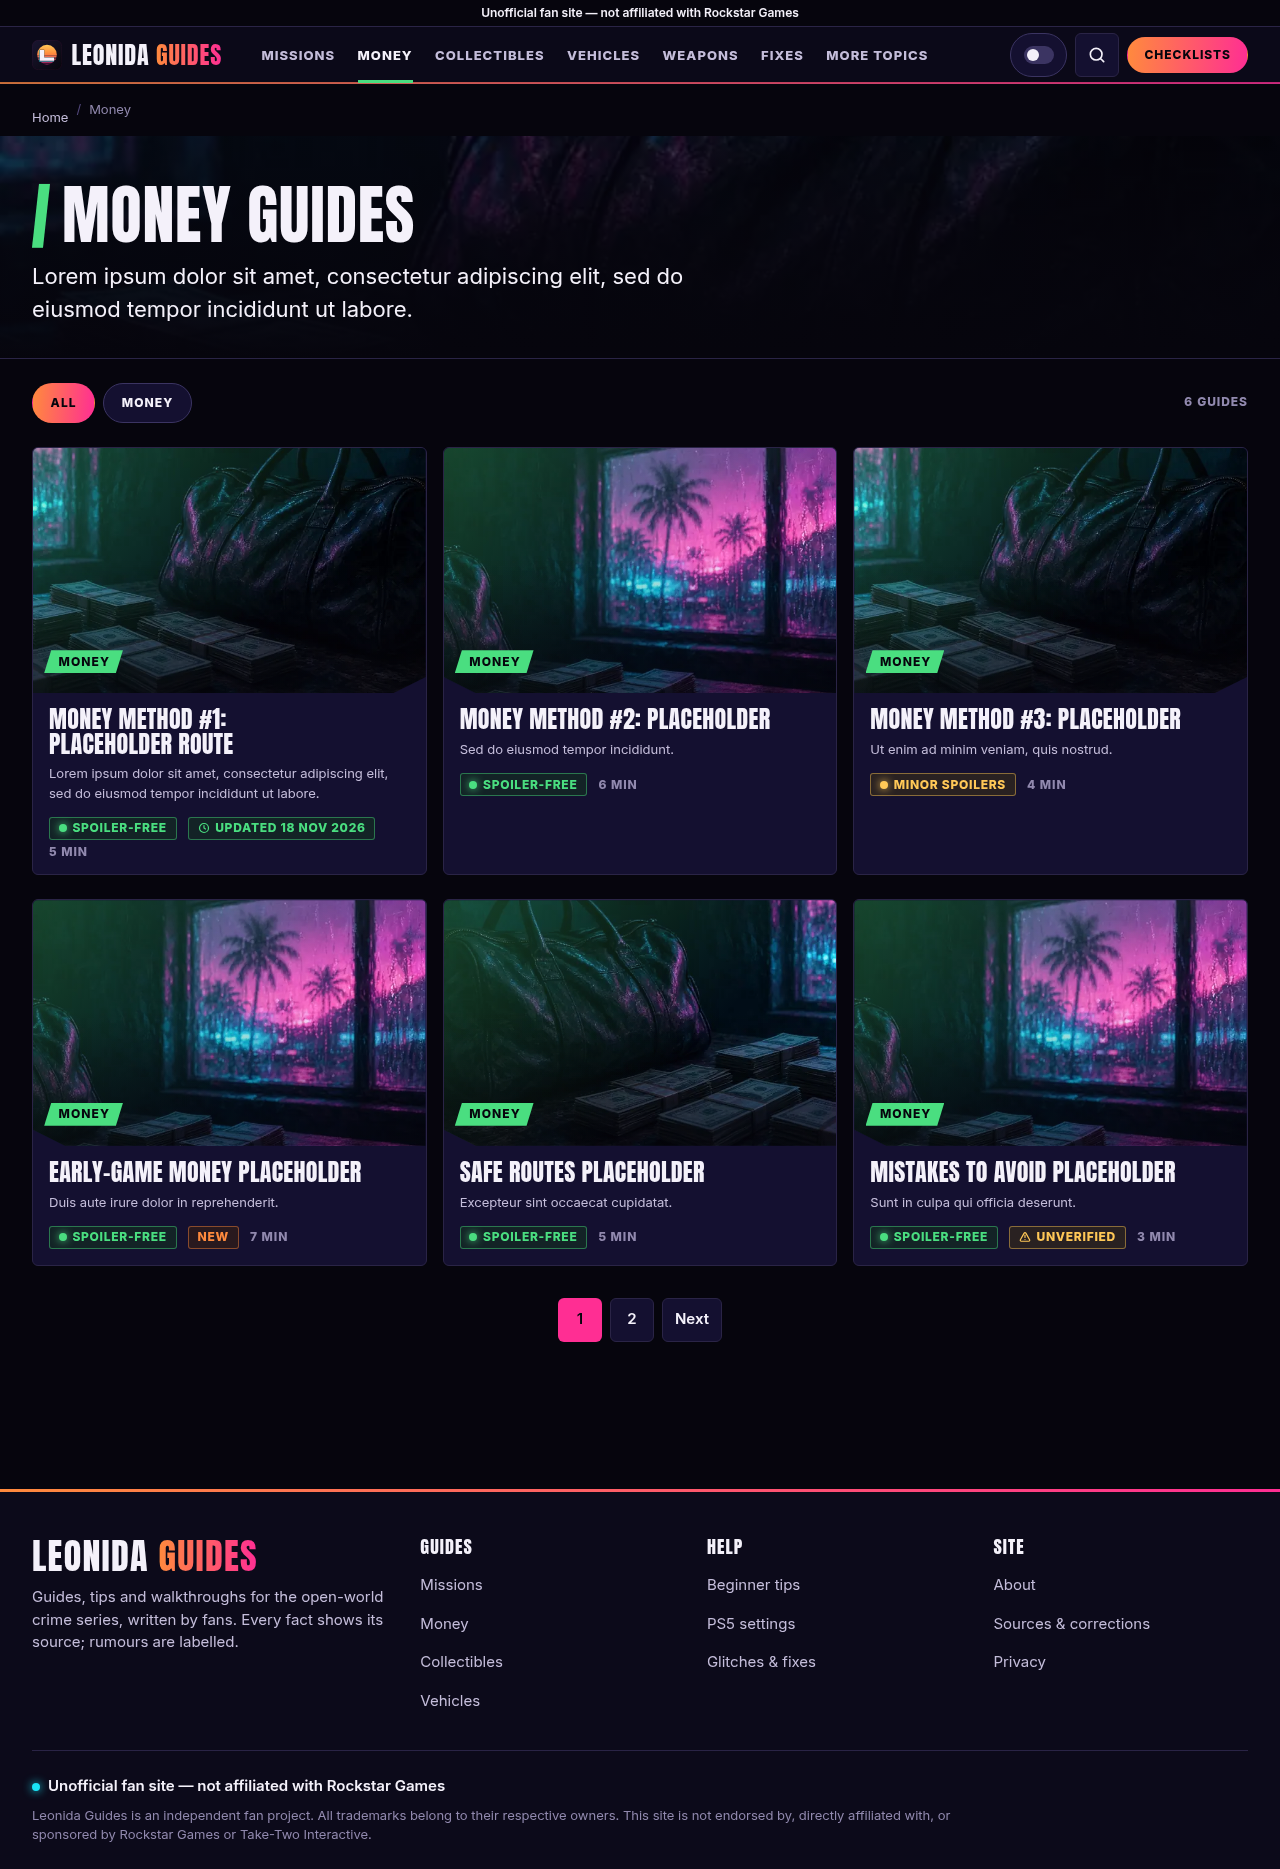 Unofficial fan site — not affiliated with Rockstar Games
LEONIDA GUIDES
MISSIONS
MONEY
COLLECTIBLES
VEHICLES
WEAPONS
FIXES
MORE TOPICS
CHECKLISTS
Home / Money
MONEY GUIDES
Lorem ipsum dolor sit amet, consectetur adipiscing elit, sed do
eiusmod tempor incididunt ut labore.
ALL
MONEY
6 GUIDES
MONEY
MONEY METHOD #1:
PLACEHOLDER ROUTE
Lorem ipsum dolor sit amet, consectetur adipiscing elit,
sed do eiusmod tempor incididunt ut labore.
SPOILER-FREE
UPDATED 18 NOV 2026
5 MIN
MONEY
MONEY METHOD #2: PLACEHOLDER
Sed do eiusmod tempor incididunt.
SPOILER-FREE
6 MIN
MONEY
MONEY METHOD #3: PLACEHOLDER
Ut enim ad minim veniam, quis nostrud.
MINOR SPOILERS
4 MIN
MONEY
EARLY-GAME MONEY PLACEHOLDER
Duis aute irure dolor in reprehenderit.
SPOILER-FREE
NEW
7 MIN
MONEY
SAFE ROUTES PLACEHOLDER
Excepteur sint occaecat cupidatat.
SPOILER-FREE
5 MIN
MONEY
MISTAKES TO AVOID PLACEHOLDER
Sunt in culpa qui officia deserunt.
SPOILER-FREE
UNVERIFIED
3 MIN
1
2
Next
LEONIDA GUIDES
Guides, tips and walkthroughs for the open-world
crime series, written by fans. Every fact shows its
source; rumours are labelled.
GUIDES
Missions
Money
Collectibles
Vehicles
HELP
Beginner tips
PS5 settings
Glitches & fixes
SITE
About
Sources & corrections
Privacy
Unofficial fan site — not affiliated with Rockstar Games
Leonida Guides is an independent fan project. All trademarks belong to their respective owners. This site is not endorsed by, directly affiliated with, or
sponsored by Rockstar Games or Take-Two Interactive.